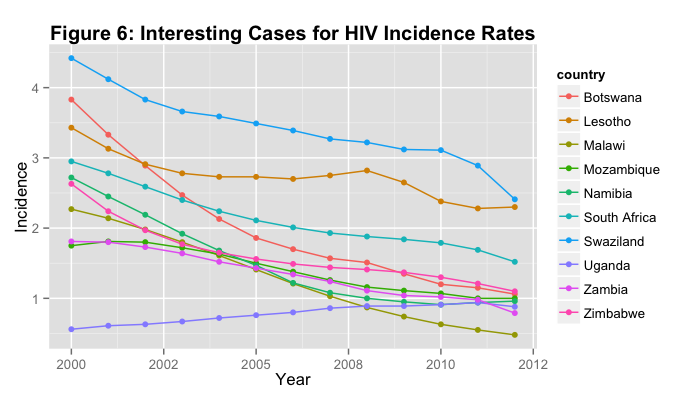 Figure 6: Interesting Cases for HIV Incidence Rates
4
3
2
1
Incidence
2000
2002
2005
2008
2010
2012
Year
country
Botswana
Lesotho
Malawi
Mozambique
Namibia
South Africa
Swaziland
Uganda
Zambia
Zimbabwe